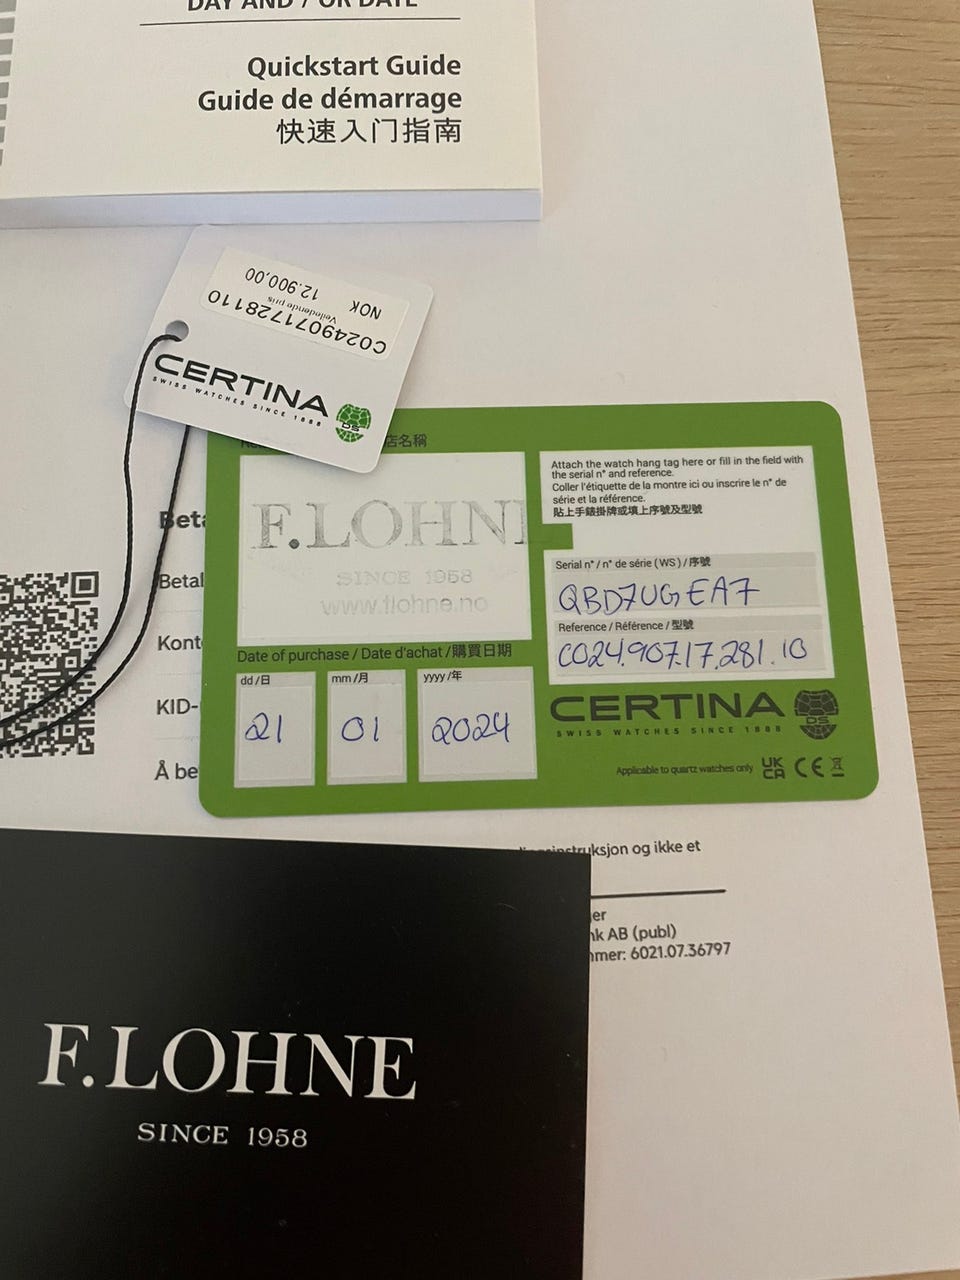 DAY AND / OR DATE
Quickstart Guide
Guide de démarrage
快速入门指南
C0249071728110
Veiledende pris
NOK 12.900,00
CERTINA
SWISS WATCHES SINCE 1888
DS
店名稱
F.LOHN
SINCE 1958
www.flohne.no
Attach the watch hang tag here or fill in the field with
the serial n° and reference.
Coller l'étiquette de la montre ici ou inscrire le n° de
série et la référence.
貼上手錶掛牌或填上序號及型號
Serial n° / n° de série (WS) / 序號
QBD7UGEA7
Reference / Référence / 型號
C024.907.17.281.10
Date of purchase / Date d'achat / 購買日期
dd / 日
mm / 月
yyyy / 年
21
01
2024
CERTINA
SWISS WATCHES SINCE 1888
DS
Applicable to quartz watches only
UK
CA
CE
Beta
Betal
Kont
KID-
Å be
ksjon og ikke et
er
nk AB (publ)
mmer: 6021.07.36797
F.LOHNE
SINCE 1958